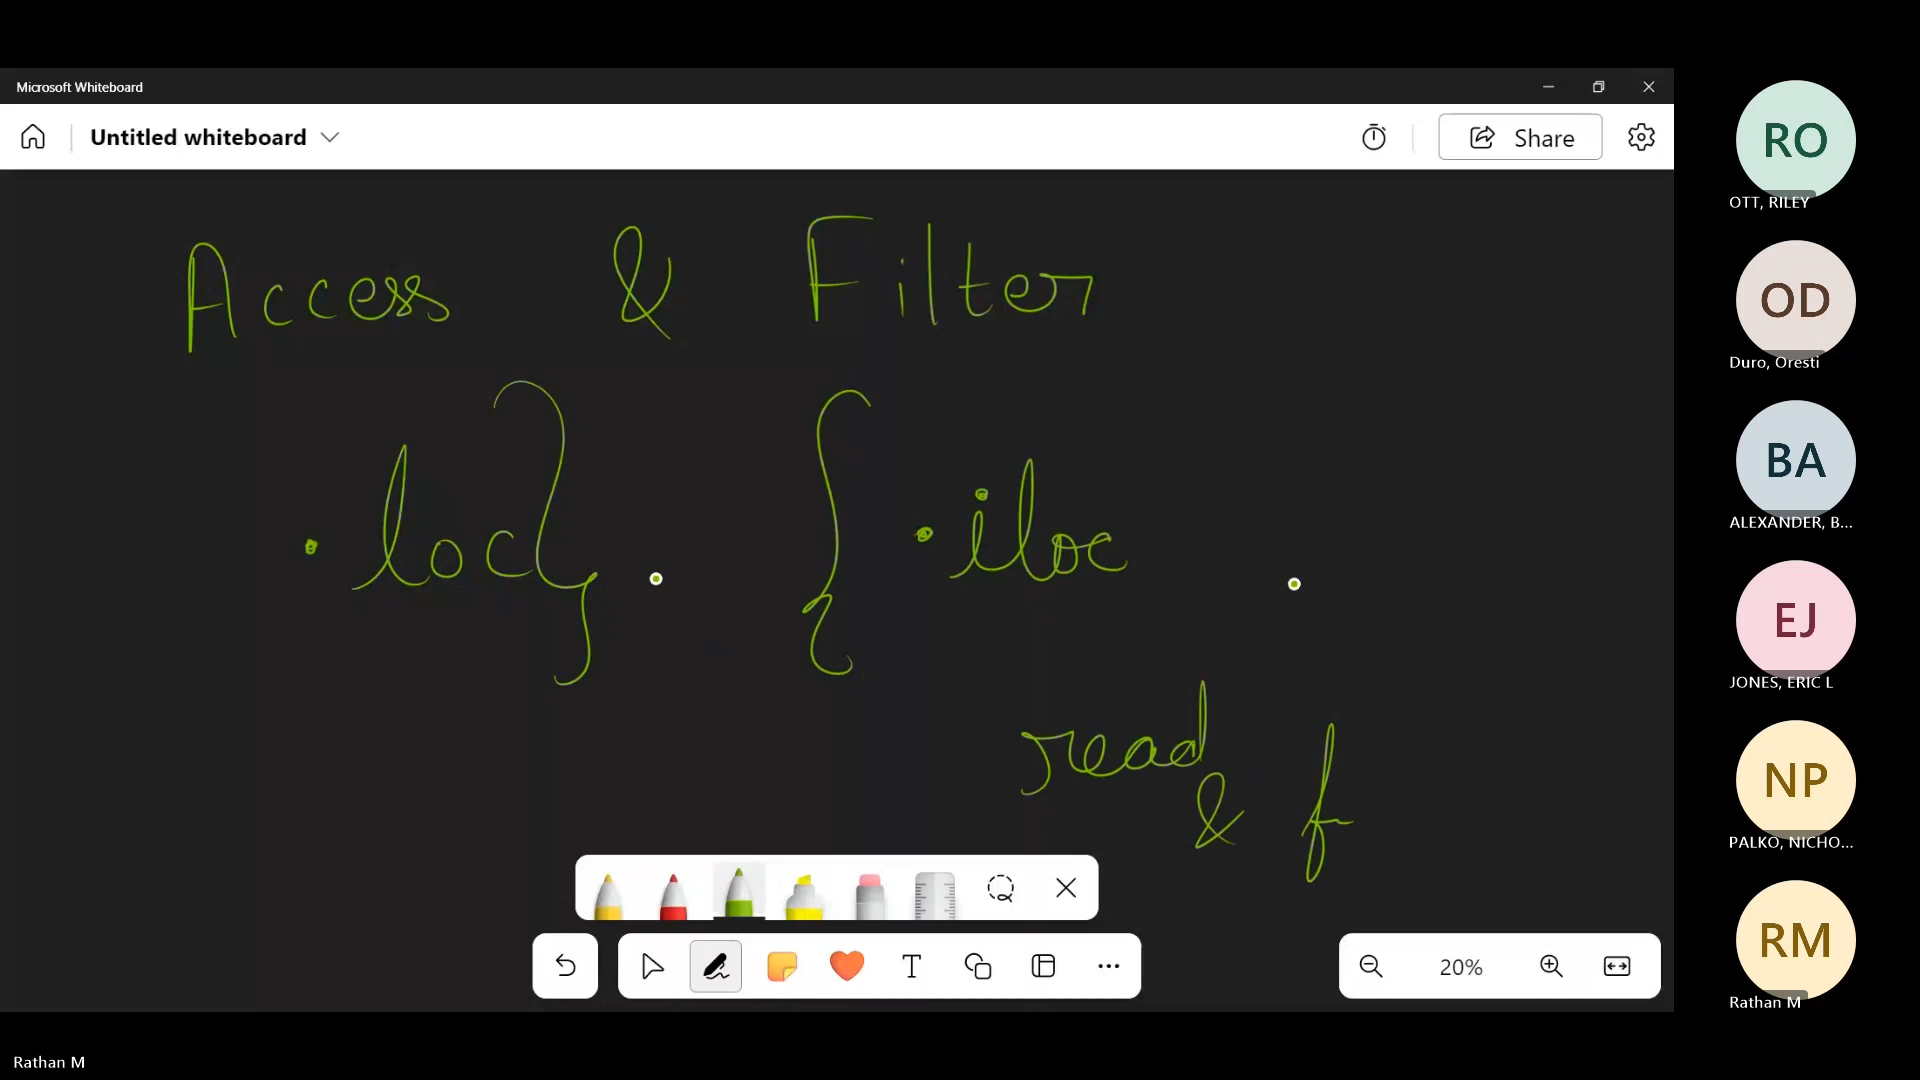 Microsoft Whiteboard
Untitled whiteboard
Share
Access & Filter
.loc} . { .iloc .
read
& f
20%
RO
OTT, RILEY
OD
Duro, Oresti
BA
ALEXANDER, B...
EJ
JONES, ERIC L
NP
PALKO, NICHO...
RM
Rathan M
Rathan M